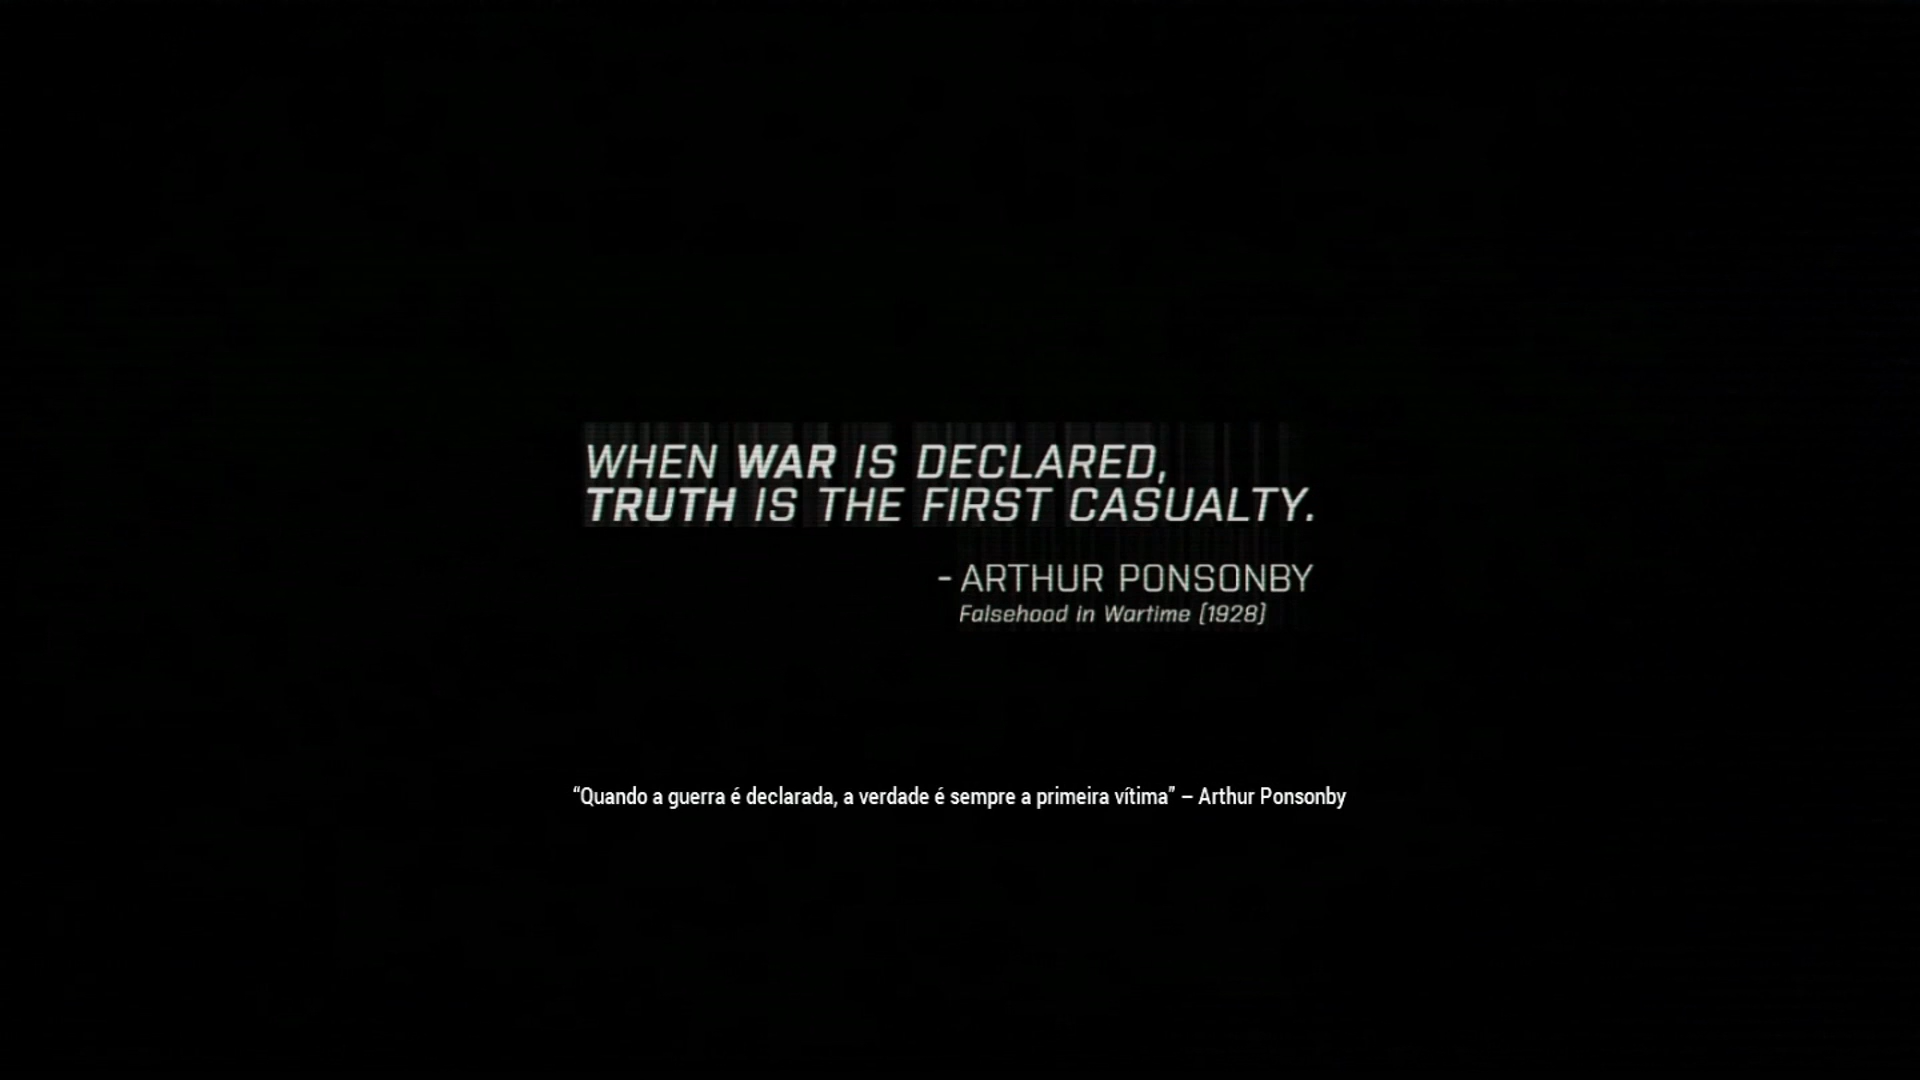 WHEN WAR IS DECLARED,
TRUTH IS THE FIRST CASUALTY.
- ARTHUR PONSONBY
Falsehood in Wartime (1928)
“Quando a guerra é declarada, a verdade é sempre a primeira vítima” – Arthur Ponsonby